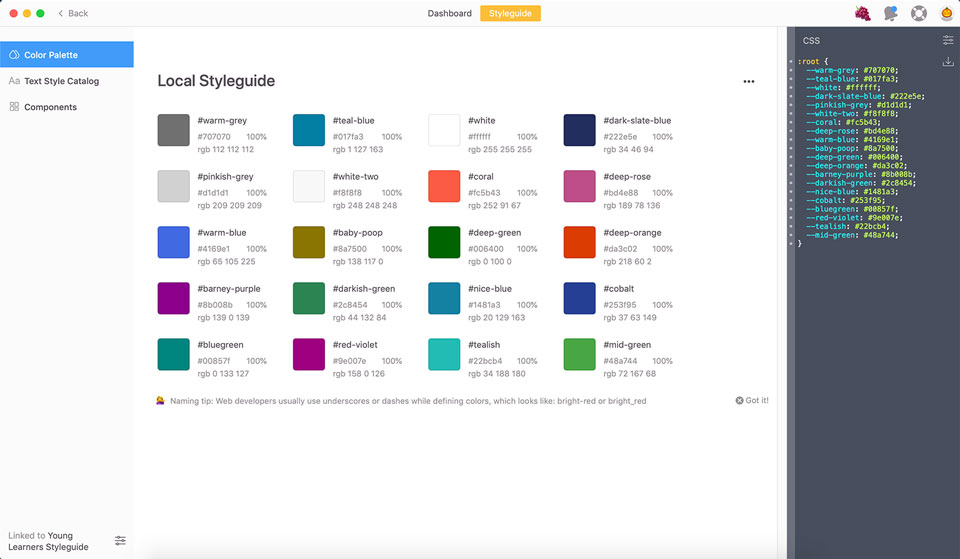 Back
Dashboard
Styleguide
Color Palette
Aa Text Style Catalog
Components
Local Styleguide
#warm-grey
#707070 100%
rgb 112 112 112
#teal-blue
#017fa3 100%
rgb 1 127 163
#white
#ffffff 100%
rgb 255 255 255
#dark-slate-blue
#222e5e 100%
rgb 34 46 94
#pinkish-grey
#d1d1d1 100%
rgb 209 209 209
#white-two
#f8f8f8 100%
rgb 248 248 248
#coral
#fc5b43 100%
rgb 252 91 67
#deep-rose
#bd4e88 100%
rgb 189 78 136
#warm-blue
#4169e1 100%
rgb 65 105 225
#baby-poop
#8a7500 100%
rgb 138 117 0
#deep-green
#006400 100%
rgb 0 100 0
#deep-orange
#da3c02 100%
rgb 218 60 2
#barney-purple
#8b008b 100%
rgb 139 0 139
#darkish-green
#2c8454 100%
rgb 44 132 84
#nice-blue
#1481a3 100%
rgb 20 129 163
#cobalt
#253f95 100%
rgb 37 63 149
#bluegreen
#00857f 100%
rgb 0 133 127
#red-violet
#9e007e 100%
rgb 158 0 126
#tealish
#22bcb4 100%
rgb 34 188 180
#mid-green
#48a744 100%
rgb 72 167 68
Naming tip: Web developers usually use underscores or dashes while defining colors, which looks like: bright-red or bright_red
Got it!
Linked to Young
Learners Styleguide
CSS
:root {
--warm-grey: #707070;
--teal-blue: #017fa3;
--white: #ffffff;
--dark-slate-blue: #222e5e;
--pinkish-grey: #d1d1d1;
--white-two: #f8f8f8;
--coral: #fc5b43;
--deep-rose: #bd4e88;
--warm-blue: #4169e1;
--baby-poop: #8a7500;
--deep-green: #006400;
--deep-orange: #da3c02;
--barney-purple: #8b008b;
--darkish-green: #2c8454;
--nice-blue: #1481a3;
--cobalt: #253f95;
--bluegreen: #00857f;
--red-violet: #9e007e;
--tealish: #22bcb4;
--mid-green: #48a744;
}